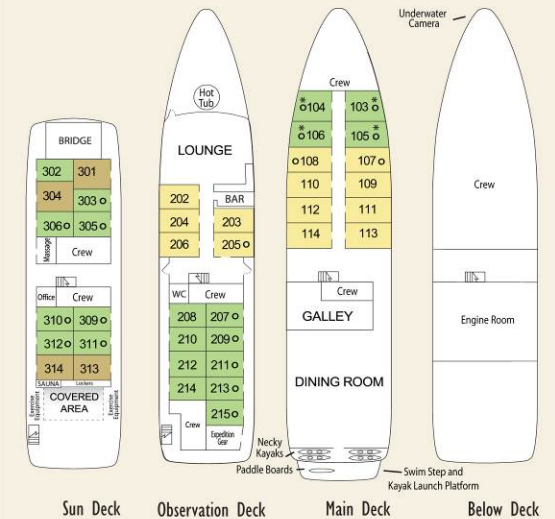 BRIDGE
302 301
304 303 o
306 o 305 o
Massage
Crew
Office Crew
310 o 309 o
312 o 311 o
314 313
SAUNA Lockers
COVERED
AREA
Exercise
Equipment
Exercise
Equipment
Sun Deck
Hot
Tub
LOUNGE
BAR
202
204 203
206 205 o
WC Crew
208 207 o
210 209 o
212 211 o
214 213 o
215 o
Crew
Expedition
Gear
Observation Deck
Crew
* o 104 103 o *
* o 106 105 o *
o 108 107 o
110 109
112 111
114 113
Crew
GALLEY
DINING ROOM
Necky
Kayaks
Paddle Boards
Swim Step and
Kayak Launch Platform
Main Deck
Underwater
Camera
Crew
Engine Room
Below Deck